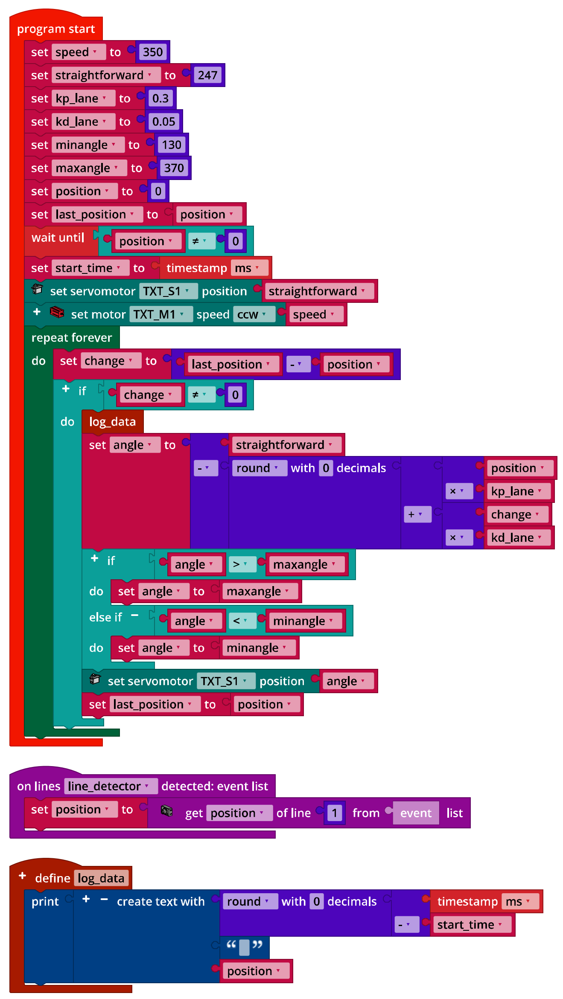 program start
set speed to 350
set straightforward to 247
set kp_lane to 0.3
set kd_lane to 0.05
set minangle to 130
set maxangle to 370
set position to 0
set last_position to position
wait until position ≠ 0
set start_time to timestamp ms
set servomotor TXT_S1 position straightforward
+ set motor TXT_M1 speed ccw speed
repeat forever
do set change to last_position - position
+ if change ≠ 0
do log_data
set angle to straightforward
- round with 0 decimals position
× kp_lane
+ change
× kd_lane
+ if angle > maxangle
do set angle to maxangle
else if − angle < minangle
do set angle to minangle
set servomotor TXT_S1 position angle
set last_position to position
on lines line_detector detected: event list
set position to get position of line 1 from event list
+ define log_data
print + − create text with round with 0 decimals timestamp ms
- start_time
“ ”
position